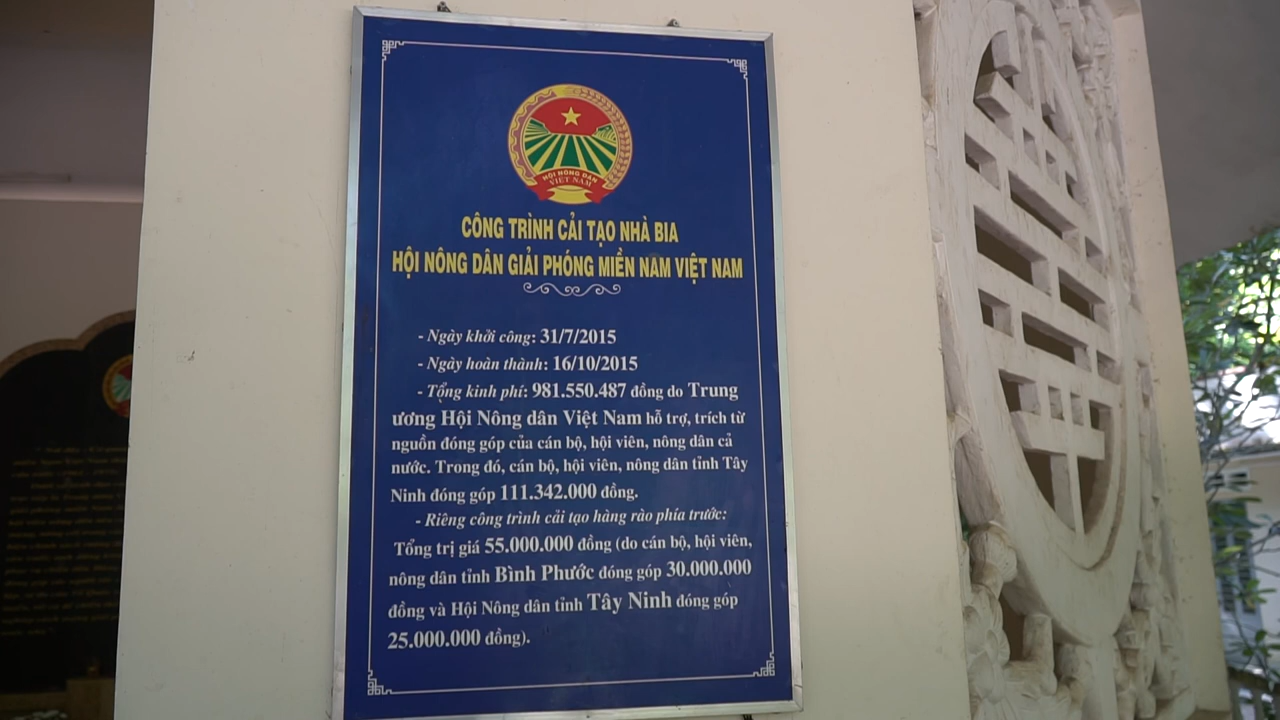 HỘI NÔNG DÂN
VIỆT NAM
CÔNG TRÌNH CẢI TẠO NHÀ BIA
HỘI NÔNG DÂN GIẢI PHÓNG MIỀN NAM VIỆT NAM
- Ngày khởi công: 31/7/2015
- Ngày hoàn thành: 16/10/2015
- Tổng kinh phí: 981.550.487 đồng do Trung
ương Hội Nông dân Việt Nam hỗ trợ, trích từ
nguồn đóng góp của cán bộ, hội viên, nông dân cả
nước. Trong đó, cán bộ, hội viên, nông dân tỉnh Tây
Ninh đóng góp 111.342.000 đồng.
- Riêng công trình cải tạo hàng rào phía trước:
Tổng trị giá 55.000.000 đồng (do cán bộ, hội viên,
nông dân tỉnh Bình Phước đóng góp 30.000.000
đồng và Hội Nông dân tỉnh Tây Ninh đóng góp
25.000.000 đồng).